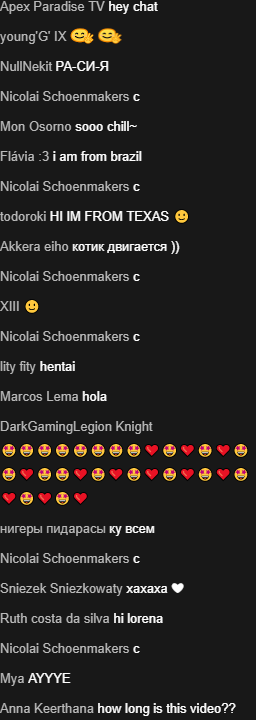 Apex Paradise TV hey chat
young'G' IX 🤗 🤗
NullNekit РА-СИ-Я
Nicolai Schoenmakers c
Mon Osorno sooo chill~
Flávia :3 i am from brazil
Nicolai Schoenmakers c
todoroki HI IM FROM TEXAS 🙂
Akkera eiho котик двигается ))
Nicolai Schoenmakers c
XIII 🙂
Nicolai Schoenmakers c
lity fity hentai
Marcos Lema hola
DarkGamingLegion Knight
🤩🤩🤩🤩🤩🤩🤩🤩❤🤩❤🤩❤🤩
🤩❤🤩🤩❤🤩❤🤩❤🤩❤🤩❤🤩
❤🤩❤🤩❤
нигеры пидарасы ку всем
Nicolai Schoenmakers c
Sniezek Sniezkowaty xaxaxa 🤍
Ruth costa da silva hi lorena
Nicolai Schoenmakers c
Mya AYYYE
Anna Keerthana how long is this video??